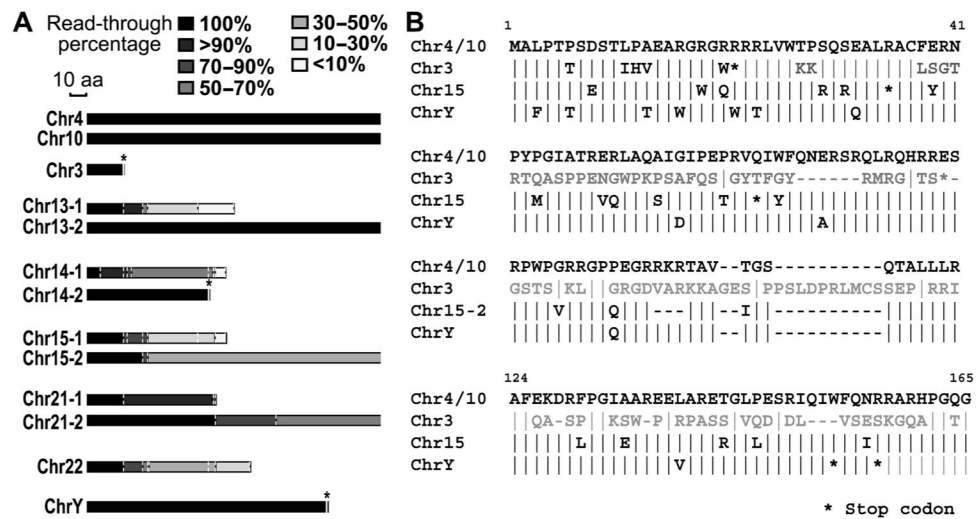 A
Read-through percentage
100%
>90%
70–90%
50–70%
30–50%
10–30%
<10%
10 aa
Chr4
Chr10
Chr3 *
Chr13-1
Chr13-2
Chr14-1
Chr14-2 *
Chr15-1
Chr15-2
Chr21-1
Chr21-2
Chr22
ChrY *
B
1 41
Chr4/10 MALPTPSDSTLPAEARGRGRRRRLVWTPSQSEALRACFERN
Chr3 |||||T||||IHV|||||W*|||||KK||||||||FLSGT
Chr15 |||||||E|||||||||W|Q||||||||R|R||||*|||Y||
ChrY ||F||T||||||T||R||||W|T||||||||Q|||||||||
Chr4/10 PYPGIATRERLAQAIGIPEPRVQIWFQNERSRQLRQHRRES
Chr3 RTQASPPENGWPKPSAFQS|GYTFGY------RMRG|TS*-
Chr15 ||M|||||VQ|||S|||||T||*|Y||||||||||||||||
ChrY |||||||||||||||D||||||||||||A||||||||||||
Chr4/10 RPWPGRRGPPEGRRKRTAV--TGS-----------QTALLLR
Chr3 GSTS|KL||GRGDVARKKAGES|PPSLDPRLMCSSEP|RRI
Chr15-2 ||||V||||Q|||---||||--I|----------|||||||
ChrY |||||||||Q|||||||||--|||----------|||||||
124 165
Chr4/10 AFEKDRFPGIAAREELARETGLPESRIQIWFQNRRARHPGQG
Chr3 ||QA-SP||KSW-P|RPASS|VQD|DL---VSESKGQA||T|
Chr15 ||||||L|||E||||||||R||L|||||||||I|||||||||
ChrY |||||||||||||||V|||||||||||||*|||*||||||||
* Stop codon